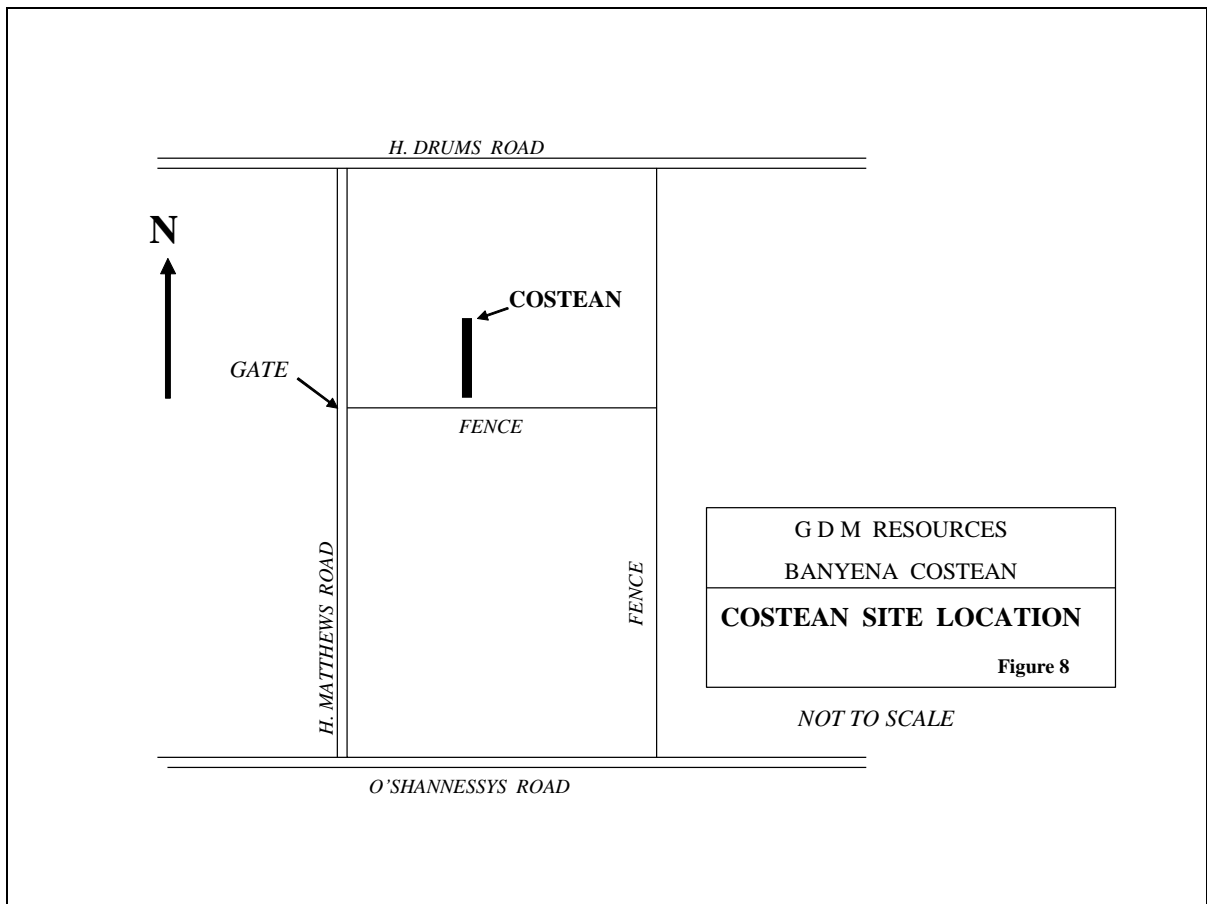 H. DRUMS ROAD
N
COSTEAN
GATE
FENCE
H. MATTHEWS ROAD
FENCE
G D M RESOURCES
BANYENA COSTEAN
COSTEAN SITE LOCATION
Figure 8
NOT TO SCALE
O'SHANNESSYS ROAD